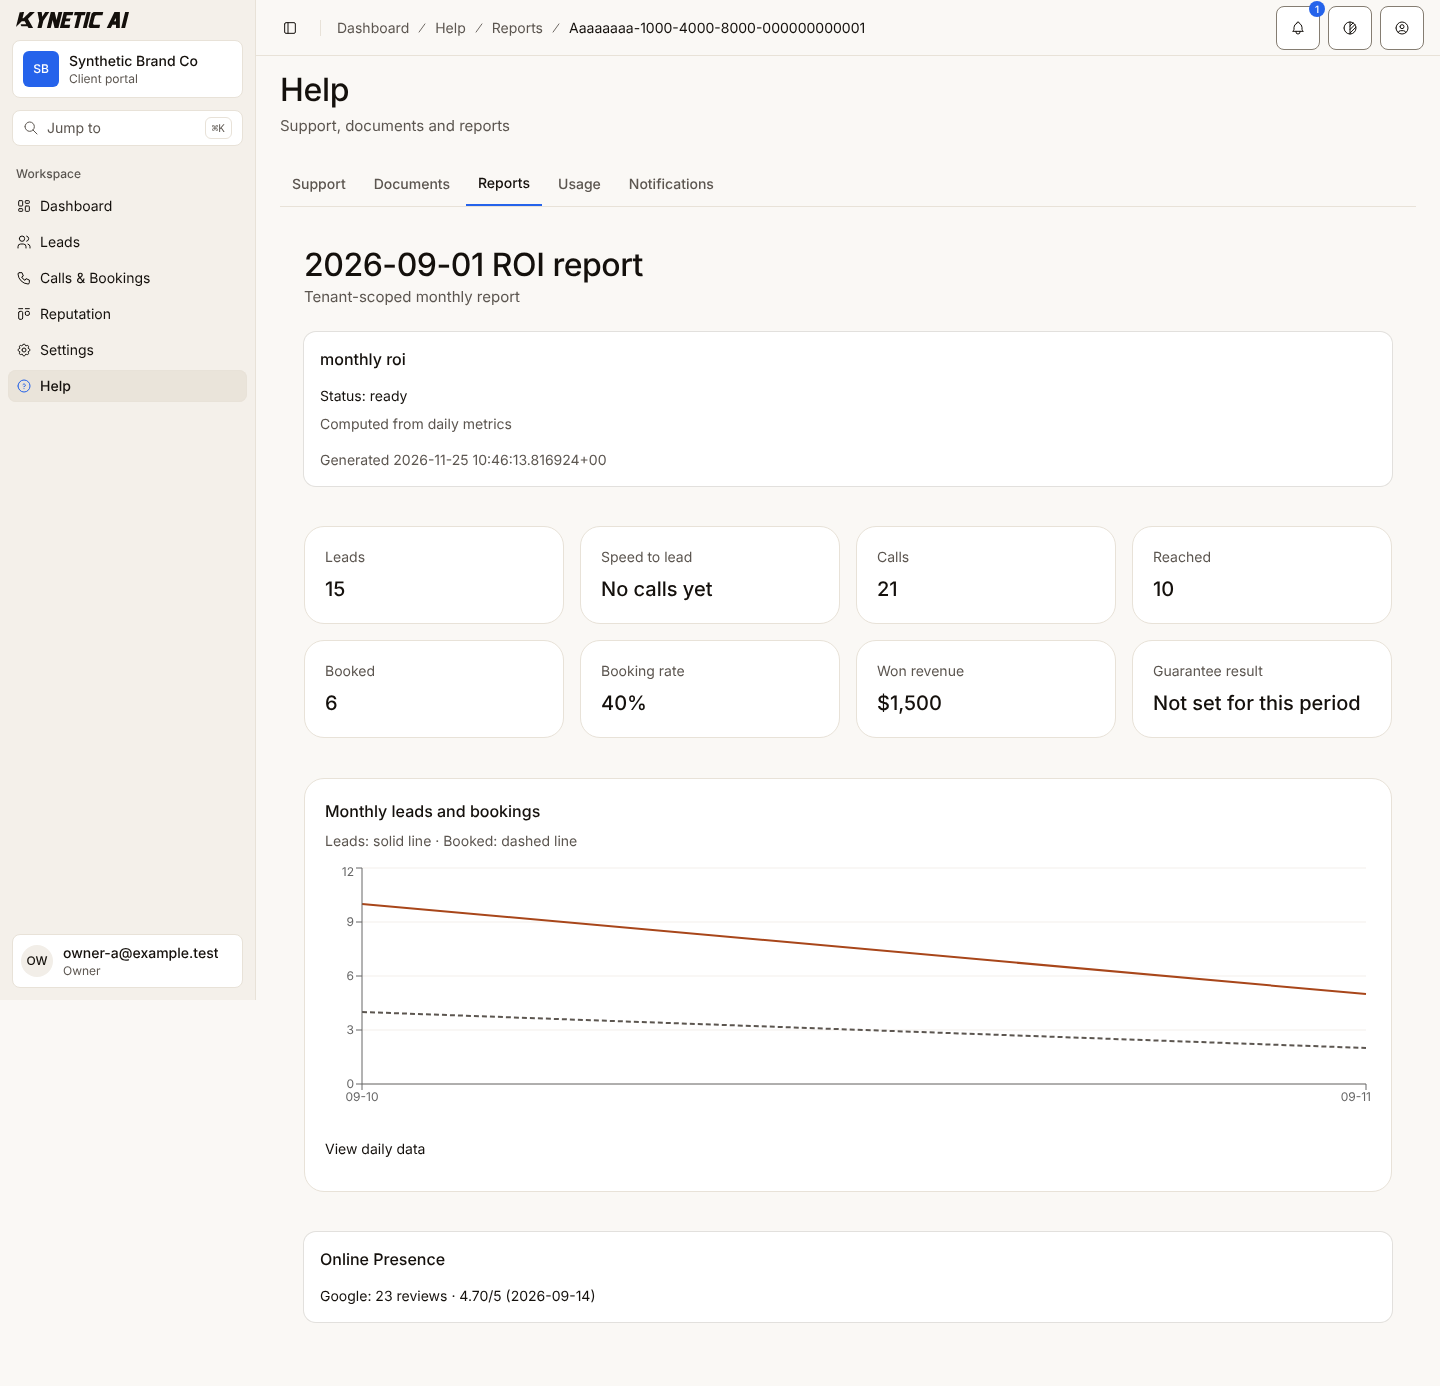 KYNETIC AI
SB
Synthetic Brand Co
Client portal
Jump to
⌘K
Workspace
Dashboard
Leads
Calls & Bookings
Reputation
Settings
Help
OW
owner-a@example.test
Owner
Dashboard / Help / Reports / Aaaaaaaa-1000-4000-8000-000000000001
1
Help
Support, documents and reports
Support
Documents
Reports
Usage
Notifications
2026-09-01 ROI report
Tenant-scoped monthly report
monthly roi
Status: ready
Computed from daily metrics
Generated 2026-11-25 10:46:13.816924+00
Leads
15
Speed to lead
No calls yet
Calls
21
Reached
10
Booked
6
Booking rate
40%
Won revenue
$1,500
Guarantee result
Not set for this period
Monthly leads and bookings
Leads: solid line · Booked: dashed line
12
9
6
3
0
09-10
09-11
View daily data
Online Presence
Google: 23 reviews · 4.70/5 (2026-09-14)